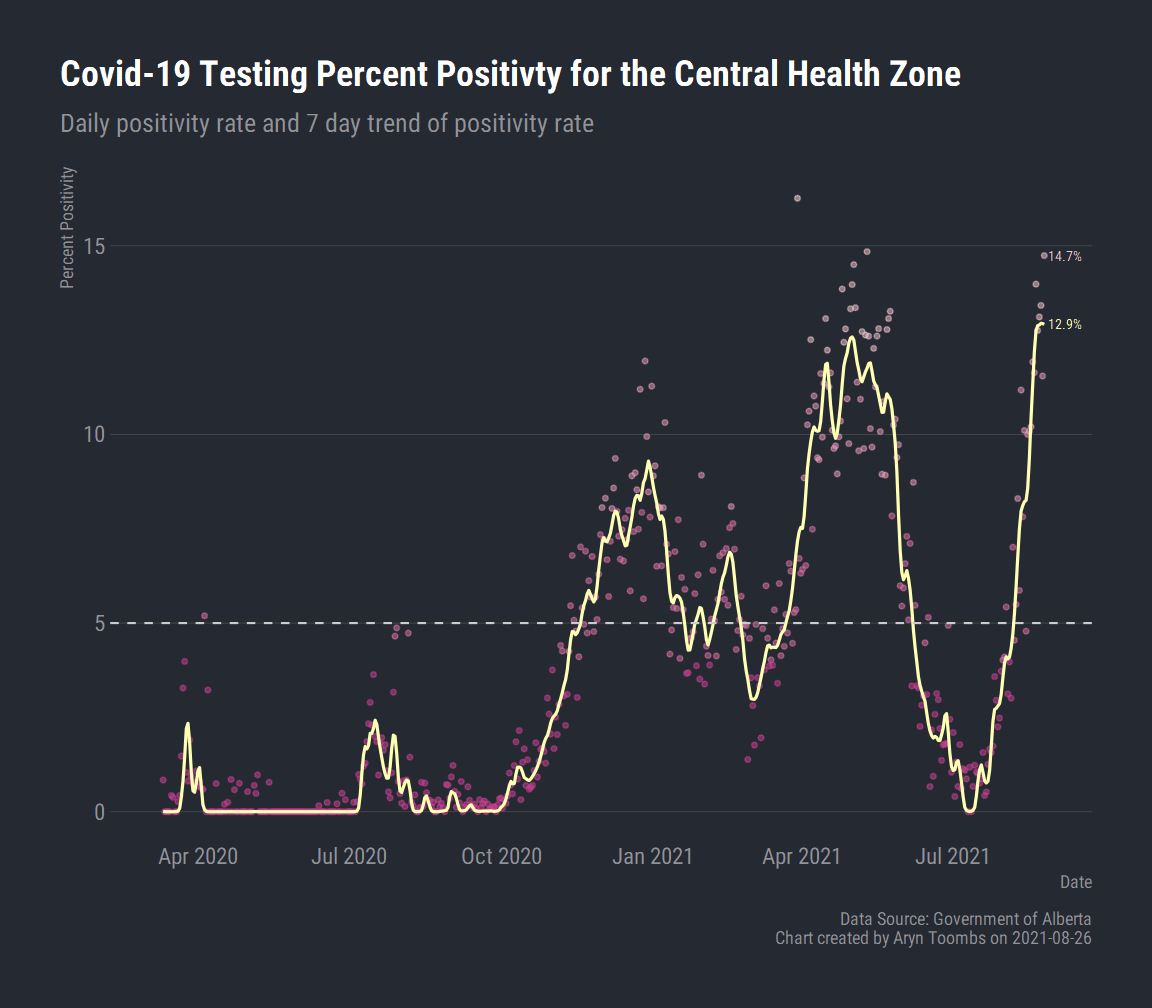 Covid-19 Testing Percent Positivty for the Central Health Zone
Daily positivity rate and 7 day trend of positivity rate
Percent Positivity
15
14.7%
12.9%
10
5
0
Apr 2020
Jul 2020
Oct 2020
Jan 2021
Apr 2021
Jul 2021
Date
Data Source: Government of Alberta
Chart created by Aryn Toombs on 2021-08-26